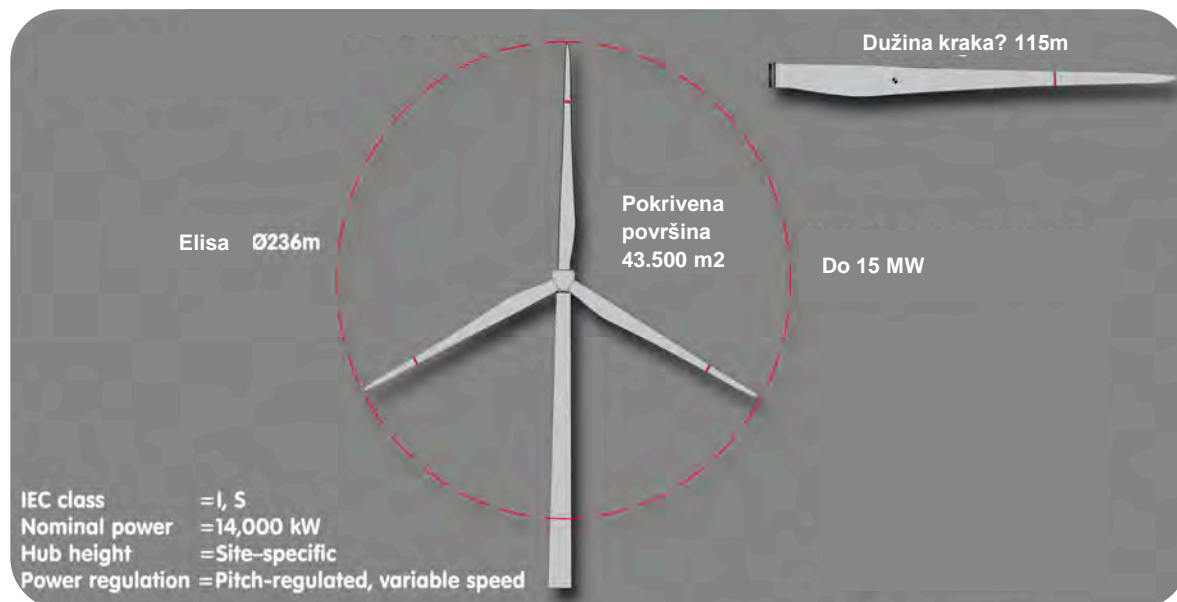 Dužina kraka? 115m
Pokrivena
površina
43.500 m2
Elisa Ø236m
Do 15 MW
IEC class =I, S
Nominal power =14,000 kW
Hub height =Site-specific
Power regulation =Pitch-regulated, variable speed